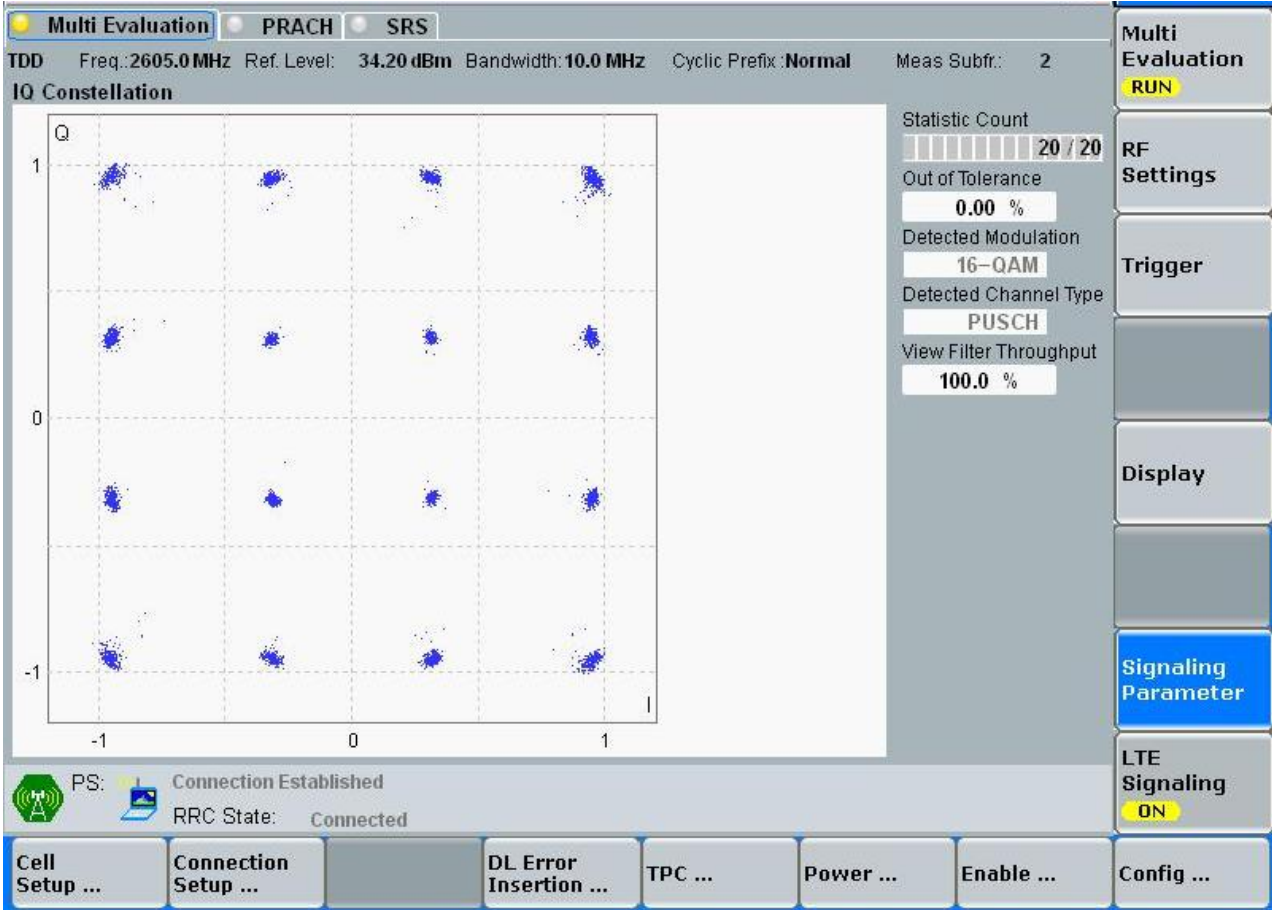 Multi Evaluation PRACH SRS
TDD Freq.:2605.0 MHz Ref. Level: 34.20 dBm Bandwidth:10.0 MHz Cyclic Prefix :Normal Meas Subfr.: 2
IQ Constellation
Q
1
0
-1
I
-1 0 1
Statistic Count
20 / 20
Out of Tolerance
0.00 %
Detected Modulation
16-QAM
Detected Channel Type
PUSCH
View Filter Throughput
100.0 %
Multi
Evaluation
RUN
RF
Settings
Trigger
Display
Signaling
Parameter
LTE
Signaling
ON
PS: Connection Established
RRC State: Connected
Cell
Setup ...
Connection
Setup ...
DL Error
Insertion ...
TPC ...
Power ...
Enable ...
Config ...